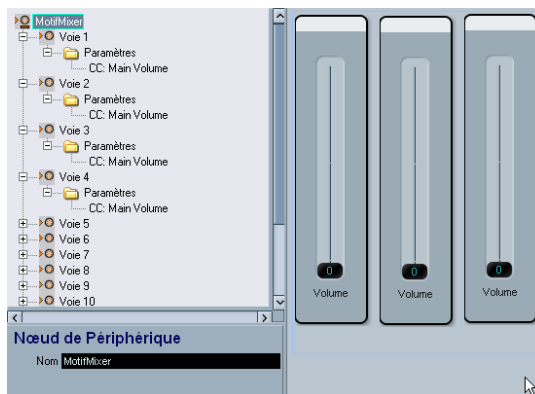 MotifMixer
Voie 1
Paramètres
CC: Main Volume
Voie 2
Paramètres
CC: Main Volume
Voie 3
Paramètres
CC: Main Volume
Voie 4
Paramètres
CC: Main Volume
Voie 5
Voie 6
Voie 7
Voie 8
Voie 9
Voie 10
Nœud de Périphérique
Nom MotifMixer
0 0 0
Volume Volume Volume